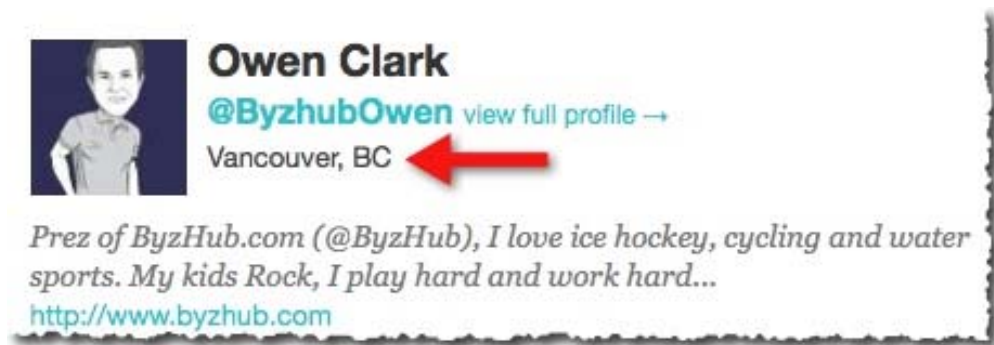 Owen Clark
@ByzhubOwen view full profile →
Vancouver, BC
Prez of ByzHub.com (@ByzHub), I love ice hockey, cycling and water
sports. My kids Rock, I play hard and work hard...
http://www.byzhub.com